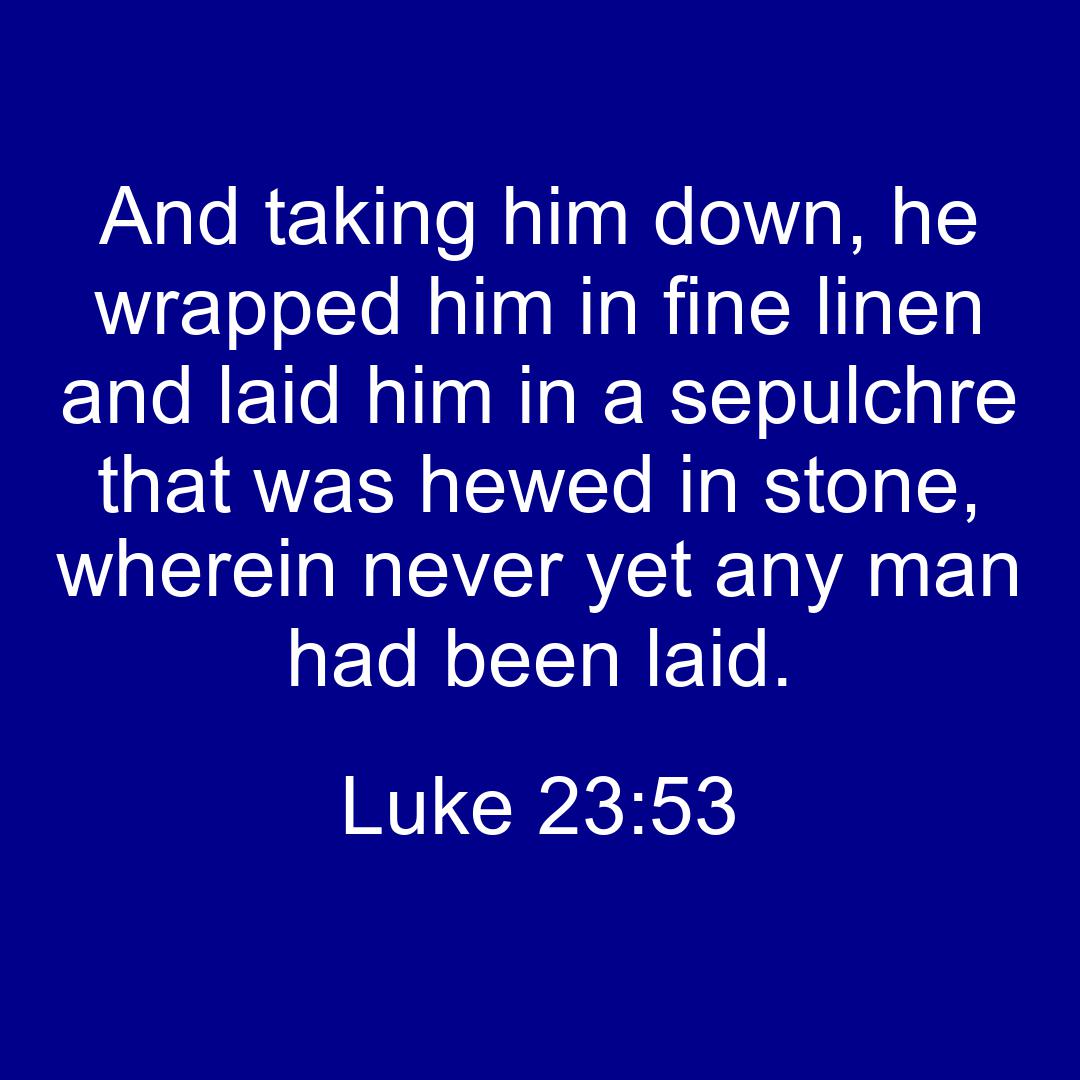 And taking him down, he
wrapped him in fine linen
and laid him in a sepulchre
that was hewed in stone,
wherein never yet any man
had been laid.
Luke 23:53